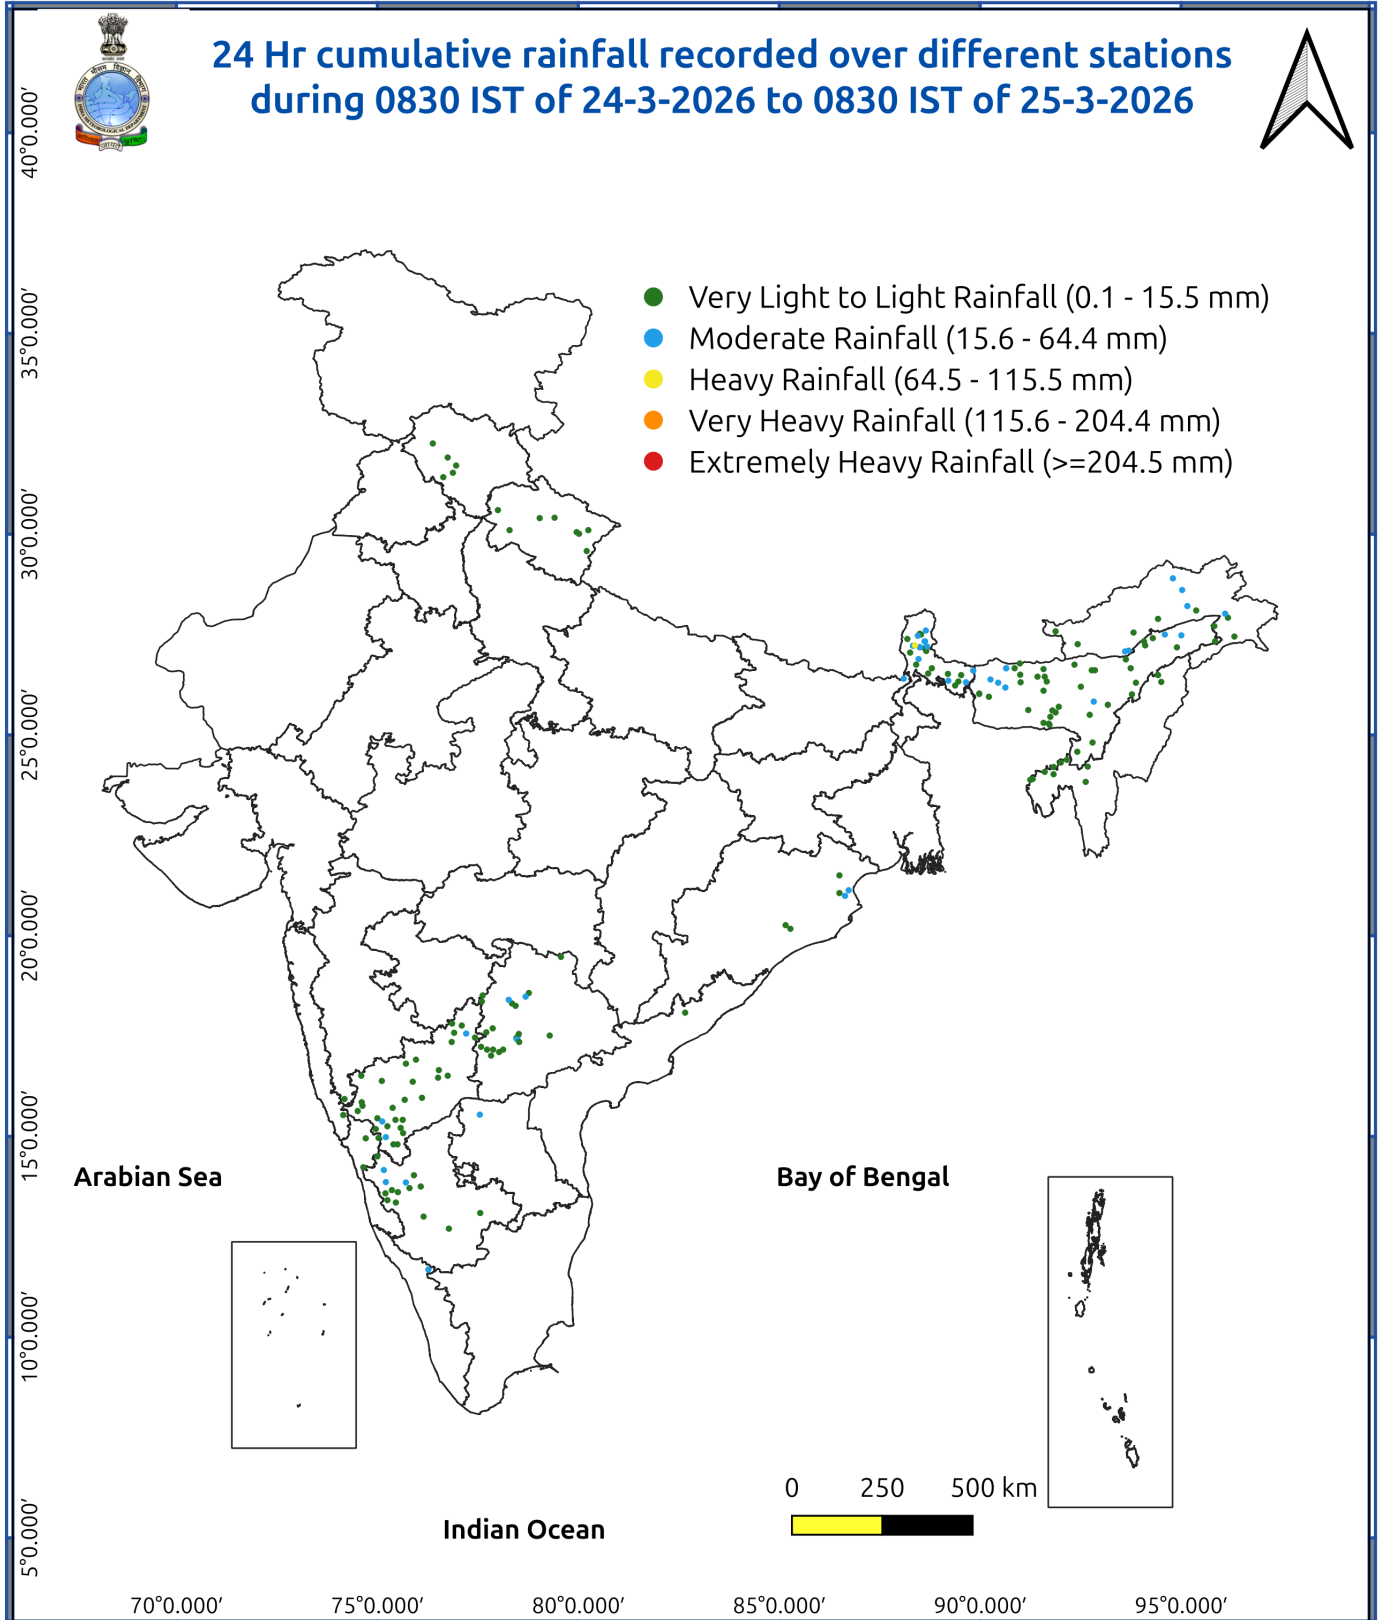 24 Hr cumulative rainfall recorded over different stations
during 0830 IST of 24-3-2026 to 0830 IST of 25-3-2026
Very Light to Light Rainfall (0.1 - 15.5 mm)
Moderate Rainfall (15.6 - 64.4 mm)
Heavy Rainfall (64.5 - 115.5 mm)
Very Heavy Rainfall (115.6 - 204.4 mm)
Extremely Heavy Rainfall (>=204.5 mm)
40°0.000′
35°0.000′
30°0.000′
25°0.000′
20°0.000′
15°0.000′
10°0.000′
5°0.000′
Arabian Sea
Bay of Bengal
Indian Ocean
0 250 500 km
70°0.000′ 75°0.000′ 80°0.000′ 85°0.000′ 90°0.000′ 95°0.000′